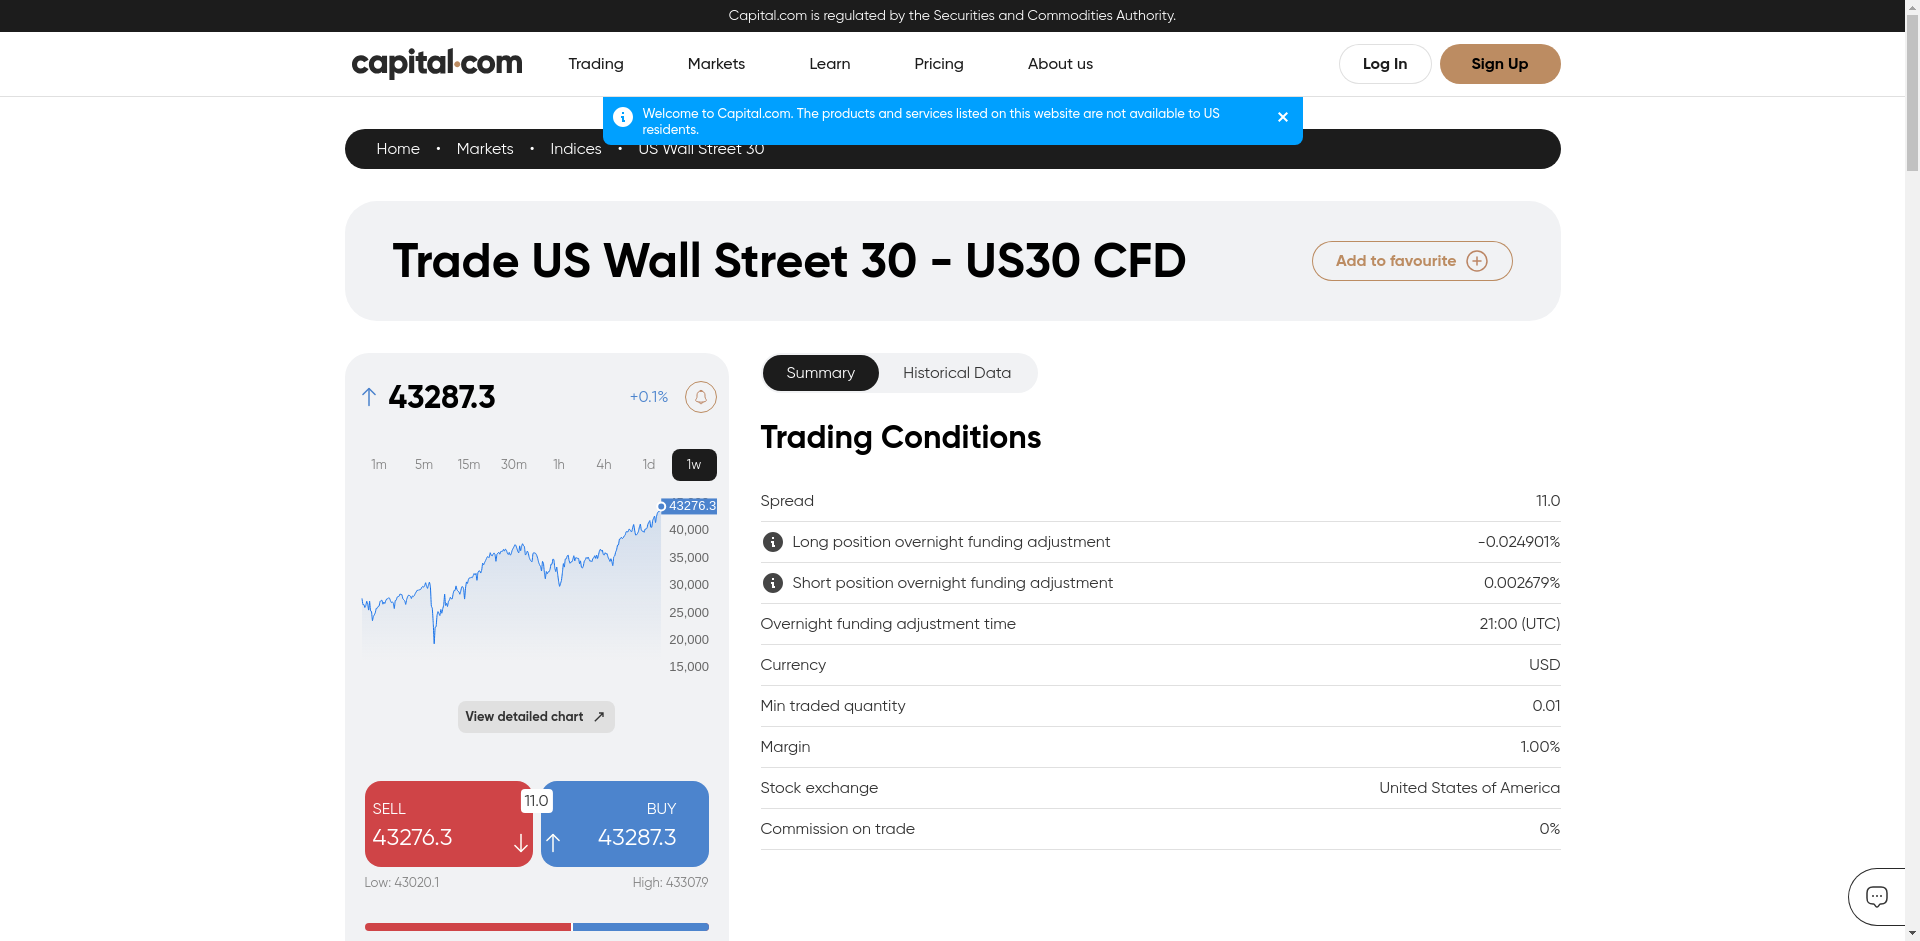 Capital.com is regulated by the Securities and Commodities Authority.
capital.com
Trading
Markets
Learn
Pricing
About us
Log In
Sign Up
Welcome to Capital.com. The products and services listed on this website are not available to US
residents.
Home • Markets • Indices • US Wall Street 30
Trade US Wall Street 30 - US30 CFD
Add to favourite
43287.3
+0.1%
1m 5m 15m 30m 1h 4h 1d 1w
43276.3
40,000
35,000
30,000
25,000
20,000
15,000
View detailed chart
SELL
43276.3
11.0
BUY
43287.3
Low: 43020.1
High: 43307.9
Summary
Historical Data
Trading Conditions
Spread 11.0
Long position overnight funding adjustment -0.024901%
Short position overnight funding adjustment 0.002679%
Overnight funding adjustment time 21:00 (UTC)
Currency USD
Min traded quantity 0.01
Margin 1.00%
Stock exchange United States of America
Commission on trade 0%